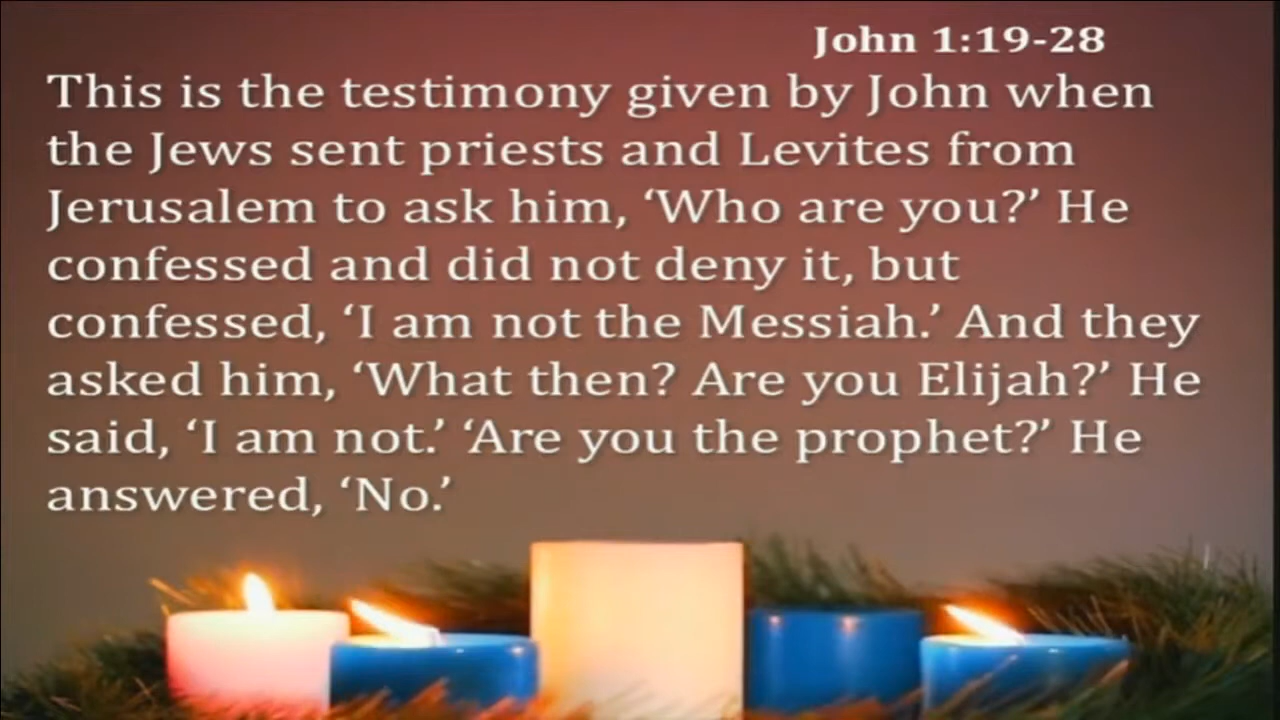 John 1:19-28
This is the testimony given by John when
the Jews sent priests and Levites from
Jerusalem to ask him, ‘Who are you?’ He
confessed and did not deny it, but
confessed, ‘I am not the Messiah.’ And they
asked him, ‘What then? Are you Elijah?’ He
said, ‘I am not.’ ‘Are you the prophet?’ He
answered, ‘No.’